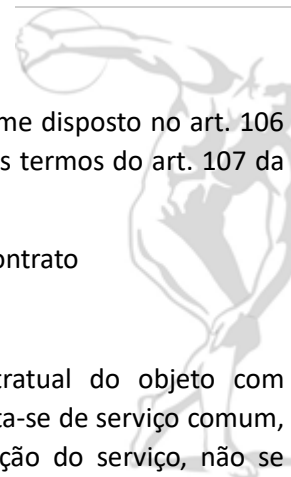 me disposto no art. 106
s termos do art. 107 da
ontrato
tratual do objeto com
ta-se de serviço comum,
ção do serviço, não se